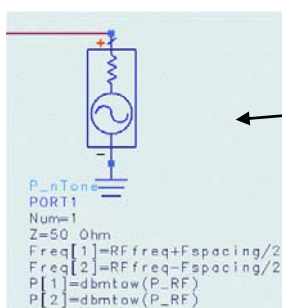 +
-
P_nTone
PORT1
Num=1
Z=50 Ohm
Freq[1]=RFfreq+Fspacing/2
Freq[2]=RFfreq-Fspacing/2
P[1]=dbmtow(P_RF)
P[2]=dbmtow(P_RF)